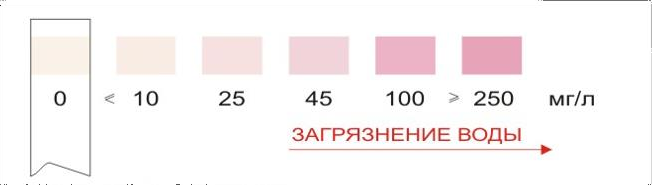 0 ⩽ 10 25 45 100 ⩾ 250 мг/л
ЗАГРЯЗНЕНИЕ ВОДЫ